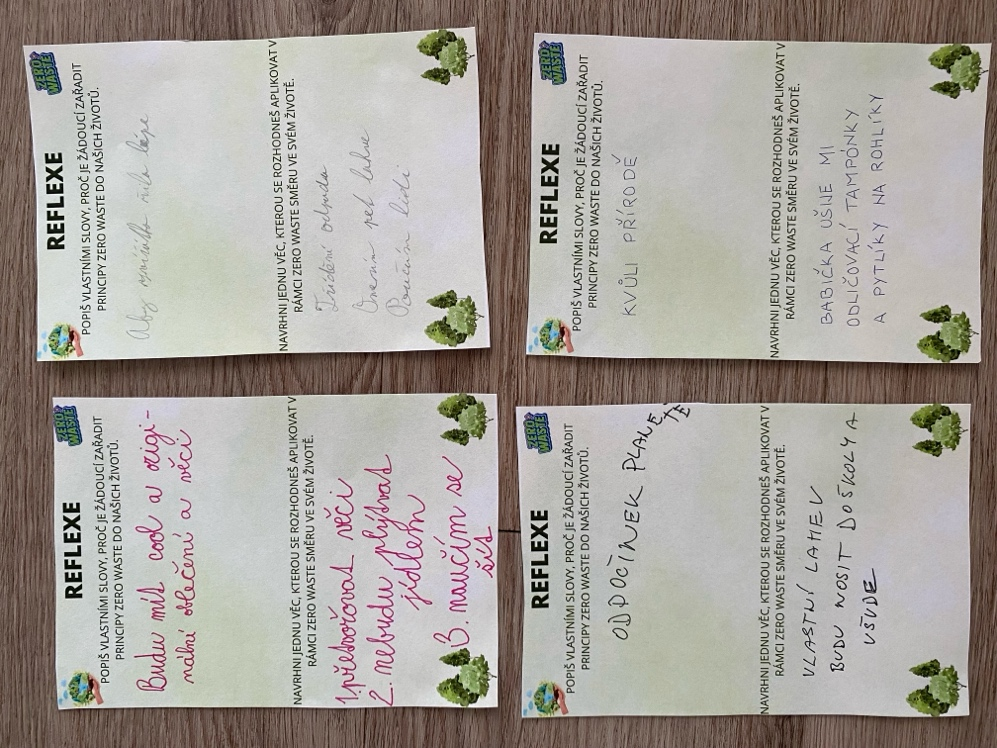 ZERO WASTE
REFLEXE
POPIŠ VLASTNÍMI SLOVY, PROČ JE ŽÁDOUCÍ ZAŘADIT
PRINCIPY ZERO WASTE DO NAŠICH ŽIVOTŮ.
Aby
NAVRHNI JEDNU VĚC, KTEROU SE ROZHODNEŠ APLIKOVAT V
RÁMCI ZERO WASTE SMĚRU VE SVÉM ŽIVOTĚ.
Třídění odpadu
Omezím pet lahve
Poučím lidi
ZERO WASTE
REFLEXE
POPIŠ VLASTNÍMI SLOVY, PROČ JE ŽÁDOUCÍ ZAŘADIT
PRINCIPY ZERO WASTE DO NAŠICH ŽIVOTŮ.
KVŮLI PŘÍRODĚ
NAVRHNI JEDNU VĚC, KTEROU SE ROZHODNEŠ APLIKOVAT V
RÁMCI ZERO WASTE SMĚRU VE SVÉM ŽIVOTĚ.
BABIČKA UŠIJE MI
ODLIČOVACÍ TAMPÓNKY
A PYTLÍKY NA ROHLÍKY
ZERO WASTE
REFLEXE
POPIŠ VLASTNÍMI SLOVY, PROČ JE ŽÁDOUCÍ ZAŘADIT
PRINCIPY ZERO WASTE DO NAŠICH ŽIVOTŮ.
Budu mít cool a origi-
nální oblečení a věci
NAVRHNI JEDNU VĚC, KTEROU SE ROZHODNEŠ APLIKOVAT V
RÁMCI ZERO WASTE SMĚRU VE SVÉM ŽIVOTĚ.
1. přetvořovat věci
2. nebudu plýtvat
jídlem
3. naučím se
šít
ZERO WASTE
REFLEXE
POPIŠ VLASTNÍMI SLOVY, PROČ JE ŽÁDOUCÍ ZAŘADIT
PRINCIPY ZERO WASTE DO NAŠICH ŽIVOTŮ.
ODPOČINEK PLANETĚ
NAVRHNI JEDNU VĚC, KTEROU SE ROZHODNEŠ APLIKOVAT V
RÁMCI ZERO WASTE SMĚRU VE SVÉM ŽIVOTĚ.
VLASTNÍ LAHEV
BUDU NOSIT DO ŠKOLY A
VŠUDE